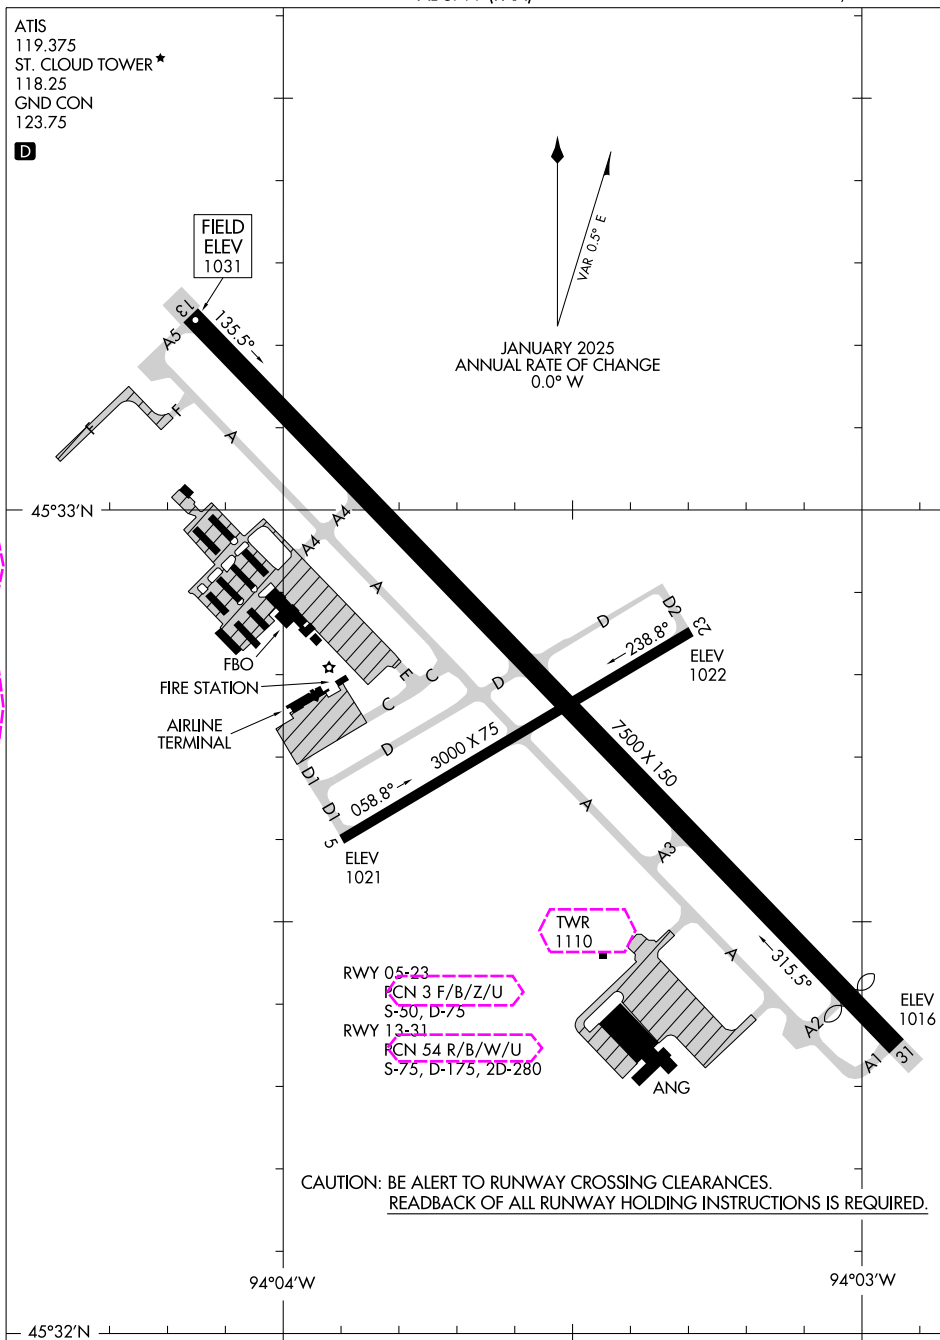 ATIS
119.375
ST. CLOUD TOWER
118.25
GND CON
123.75
D
FIELD
ELEV
1031
VAR 0.5° E
JANUARY 2025
ANNUAL RATE OF CHANGE
0.0° W
13
135.5°
A5
F
F
A
45°33'N
A4
A4
A
D
D2
23
238.8°
ELEV
1022
FBO
FIRE STATION
AIRLINE
TERMINAL
E
C
C
D
D
D1
D1
3000 X 75
058.8°
5
ELEV
1021
7500 X 150
A
A3
TWR
1110
A
315.5°
A2
A1
31
ELEV
1016
RWY 05-23
PCN 3 F/B/Z/U
S-50, D-75
RWY 13-31
PCN 54 R/B/W/U
S-75, D-175, 2D-280
ANG
CAUTION: BE ALERT TO RUNWAY CROSSING CLEARANCES.
READBACK OF ALL RUNWAY HOLDING INSTRUCTIONS IS REQUIRED.
94°04'W
94°03'W
45°32'N